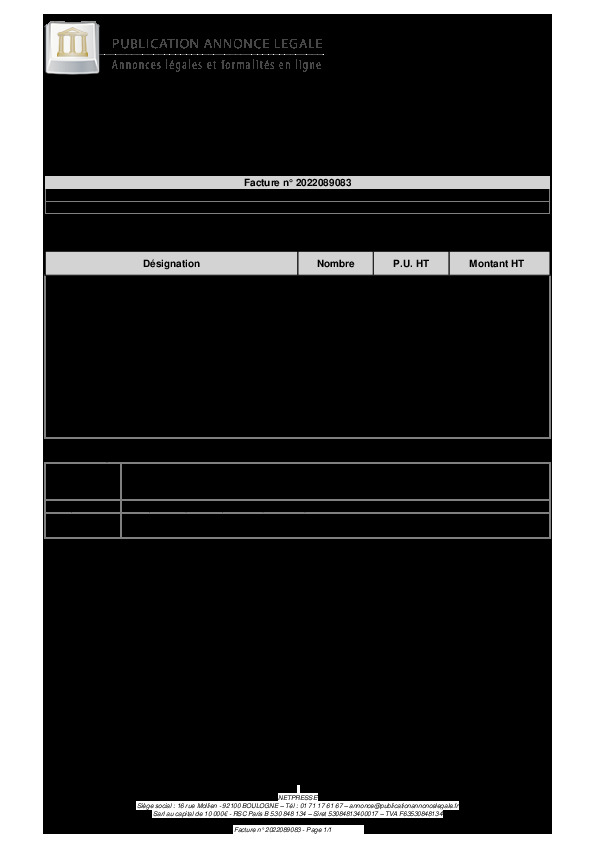 PUBLICATION ANNONCE LEGALE
Annonces légales et formalités en ligne
Facture n° 2022089083
Désignation Nombre P.U. HT Montant HT
NETPRESSE
Siège social : 16 rue Mollien - 92100 BOULOGNE – Tél : 01 71 17 61 67 – annonce@publicationannoncelegale.fr
Sarl au capital de 10 000€ - RSC Paris B 530 848 134 – Siret 53084813400017 – TVA F63530848134
Facture n° 2022089083 - Page 1/1